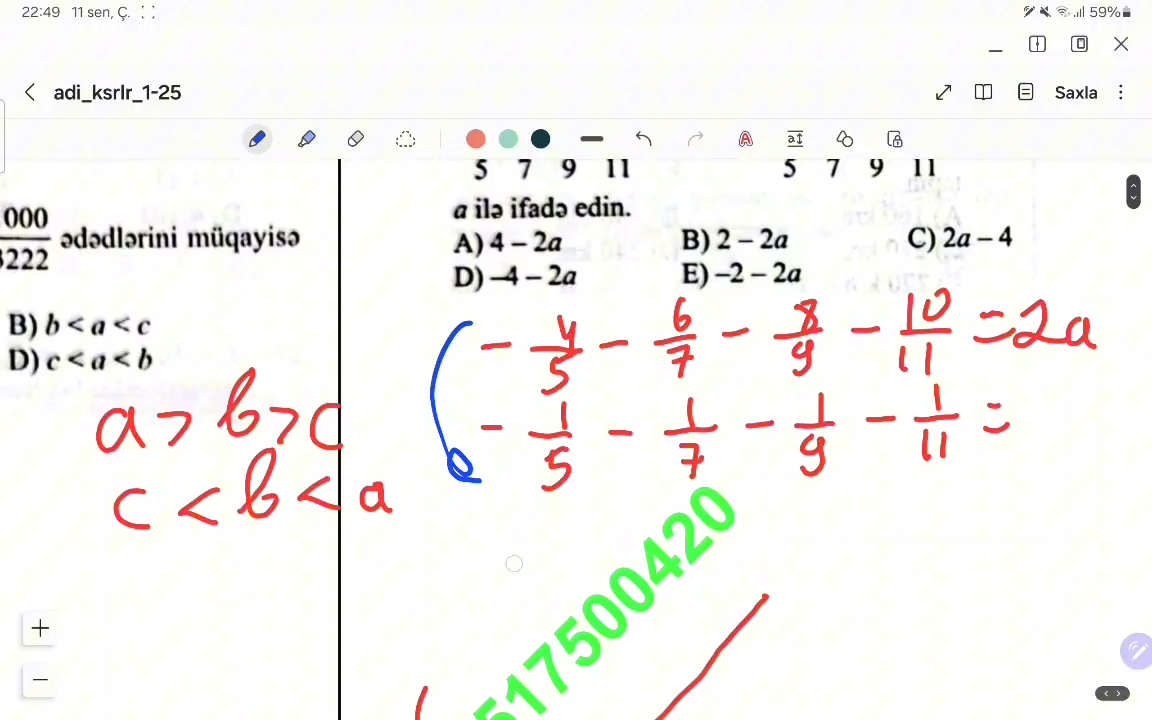 22:49 11 sen, Ç. 59%
adi_ksrlr_1-25
Saxla
5 7 9 11 5 7 9 11
a ilə ifadə edin.
A) 4 – 2a B) 2 – 2a C) 2a – 4
D) –4 – 2a E) –2 – 2a
000/3222 ədədlərini müqayisə
B) b < a < c
D) c < a < b
- 4/5 - 6/7 - 8/9 - 10/11 = 2a
- 1/5 - 1/7 - 1/9 - 1/11 =
a > b > c
c < b < a
517500420